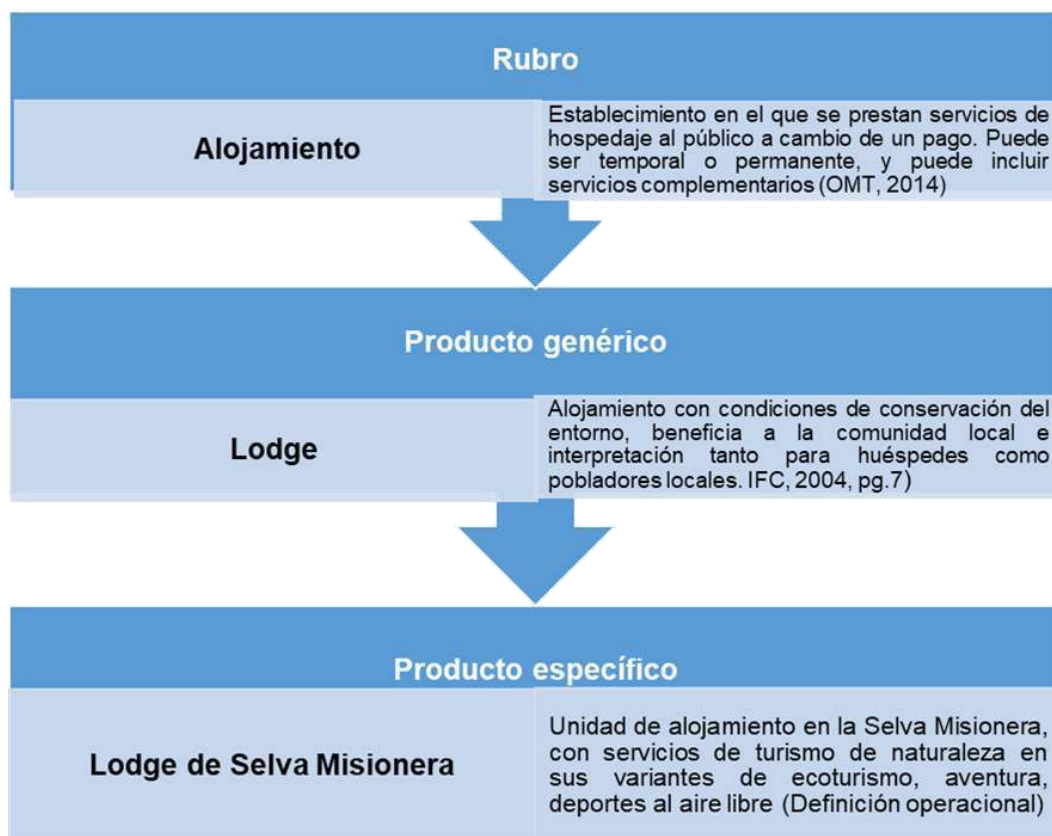 Rubro
Alojamiento
Establecimiento en el que se prestan servicios de
hospedaje al público a cambio de un pago. Puede
ser temporal o permanente, y puede incluir
servicios complementarios (OMT, 2014)
Producto genérico
Lodge
Alojamiento con condiciones de conservación del
entorno, beneficia a la comunidad local e
interpretación tanto para huéspedes como
pobladores locales. IFC, 2004, pg.7)
Producto específico
Lodge de Selva Misionera
Unidad de alojamiento en la Selva Misionera,
con servicios de turismo de naturaleza en
sus variantes de ecoturismo, aventura,
deportes al aire libre (Definición operacional)